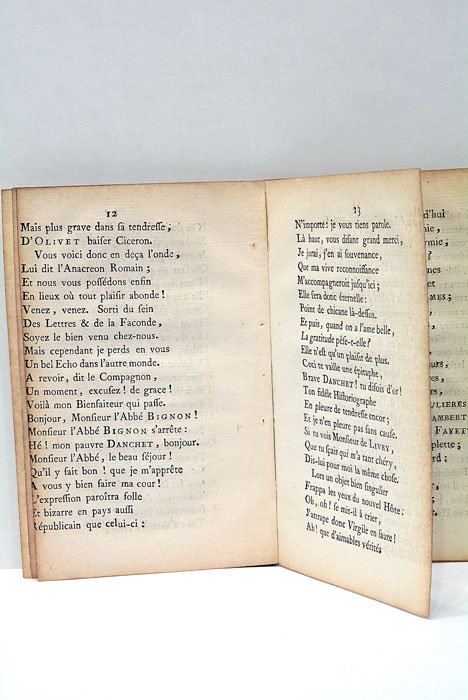 12
Mais plus grave dans sa tendresse,
D'OLIVET baiser Ciceron.
Vous voici donc en deça l'onde,
Lui dit l'Anacreon Romain;
Et nous vous possédons enfin
En lieux où tout plaisir abonde!
Venez, venez. Sorti du sein
Des Lettres & de la Faconde,
Soyez le bien venu chez-nous.
Mais cependant je perds en vous
Un bel Echo dans l'autre monde.
A revoir, dit le Compagnon,
Un moment, excusez! de grace!
Voilà mon Bienfaiteur qui passe.
Bonjour, Monsieur l'Abbé BIGNON!
Monsieur l'Abbé BIGNON s'arrête:
Hé! mon pauvre DANCHET, bonjour.
Monsieur l'Abbé, le beau séjour!
Qu'il y fait bon! que je m'apprête
A vous y bien faire ma cour!
L'expression paroîtra folle
Et bizarre en pays aussi
Républicain que celui-ci:
13
N'importe: je vous tiens parole.
Là haut, vous disant grand merci,
Je jurai, j'en ai souvenance,
Que ma vive reconnoissance
M'accompagneroit jusqu'ici;
Elle sera donc éternelle:
Point de chicane là-dessus.
Et puis, quand on a l'ame belle,
La gratitude pèse-t-elle?
Elle n'est qu'un plaisir de plus.
Ceci te vaille une épitaphe,
Brave DANCHET! tu disois d'or!
Ton fidèle Historiographe
En pleure de tendresse encor;
Et je n'en pleure pas sans cause.
Si tu vois Monsieur de LIVRY,
Que tu sçais qui m'a tant chéry,
Dis-lui pour moi la même chose.
Lors un objet bien singulier
Frappa les yeux du nouvel Hôte:
Oh, oh! se mit-il à crier,
J'attrape donc Virgile en faute!
Ah! que d'aimables vérités
d'hui
rmie,
mes
MES;
eurs,
ULIERES
AMBERT
FAYET